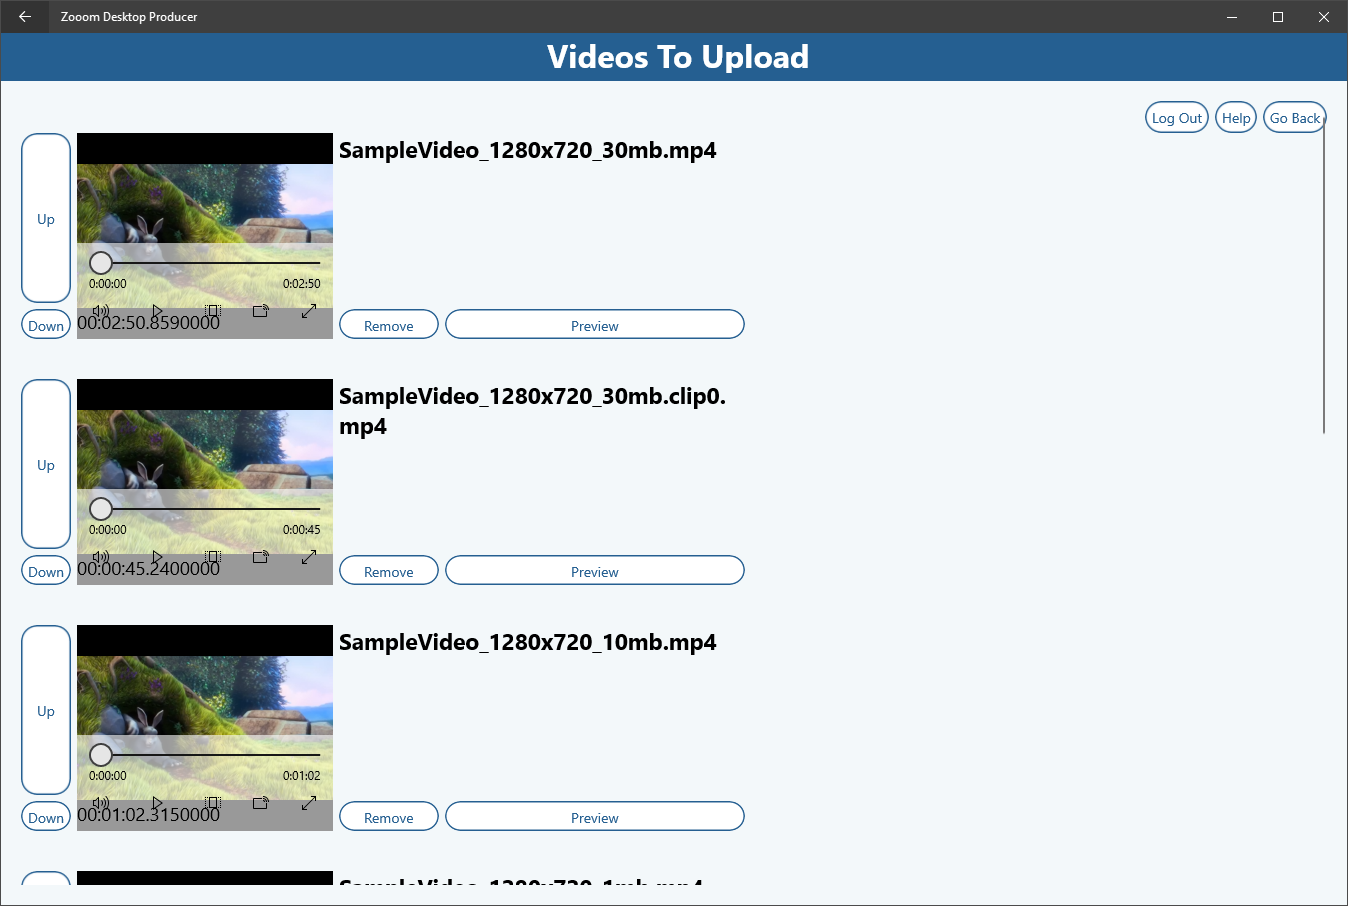 Zooom Desktop Producer
Videos To Upload
Log Out Help Go Back
SampleVideo_1280x720_30mb.mp4
Up
0:00:00 0:02:50
00:02:50.8590000
Down Remove Preview
SampleVideo_1280x720_30mb.clip0.
mp4
Up
0:00:00 0:00:45
00:00:45.2400000
Down Remove Preview
SampleVideo_1280x720_10mb.mp4
Up
0:00:00 0:01:02
00:01:02.3150000
Down Remove Preview
SampleVideo_1280x720_1mb.mp4